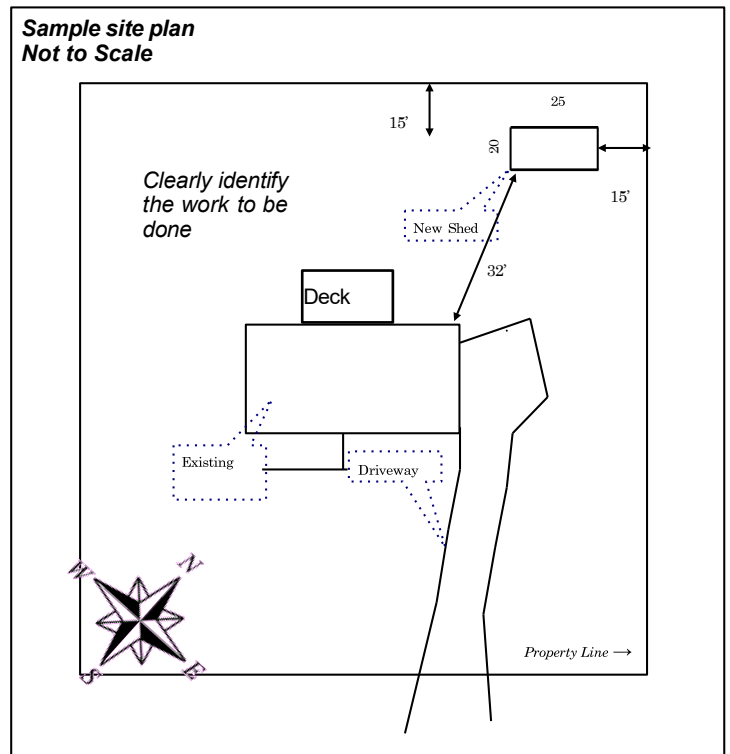 Sample site plan
Not to Scale
25
15'
20
Clearly identify
the work to be
done
15'
New Shed
32'
Deck
Existing
Driveway
W
N
Property Line →
S
E